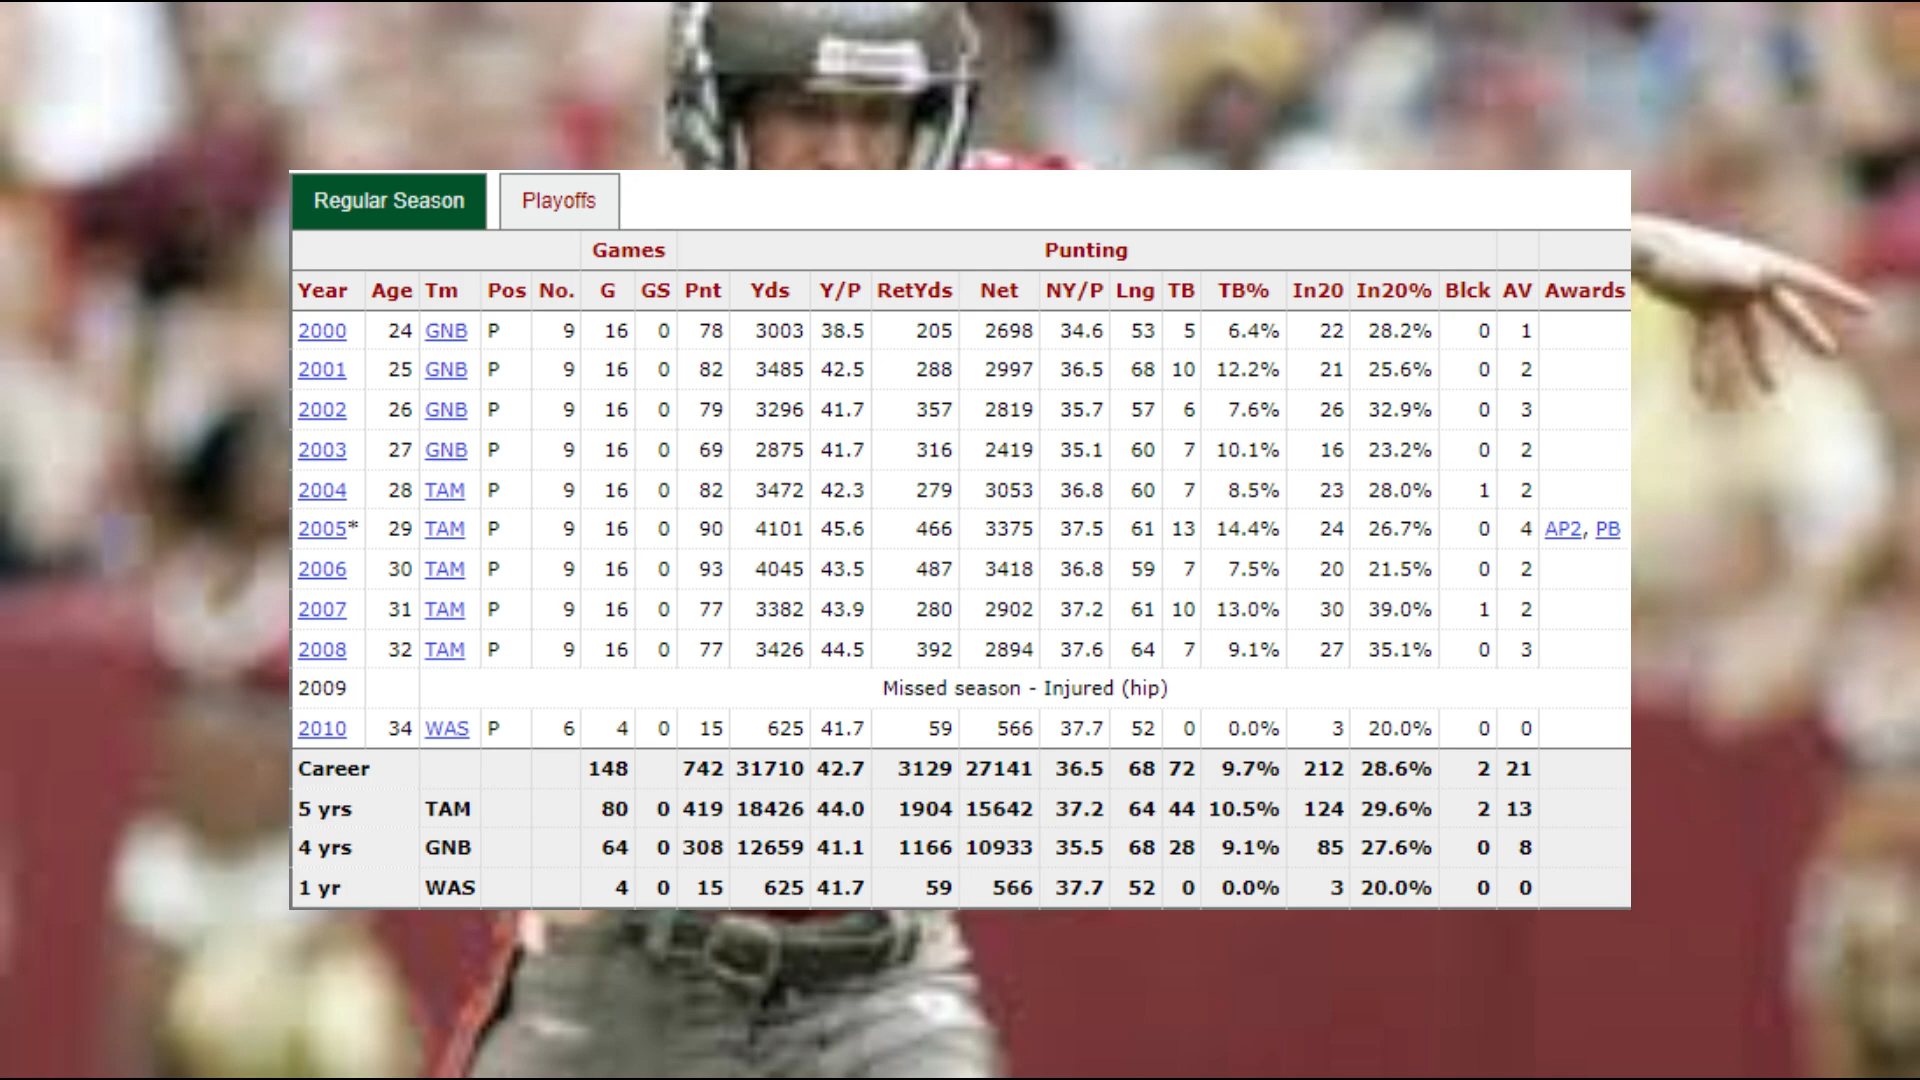 Regular Season Playoffs
Games Punting
Year Age Tm Pos No. G GS Pnt Yds Y/P RetYds Net NY/P Lng TB TB% In20 In20% Blck AV Awards
2000 24 GNB P 9 16 0 78 3003 38.5 205 2698 34.6 53 5 6.4% 22 28.2% 0 1
2001 25 GNB P 9 16 0 82 3485 42.5 288 2997 36.5 68 10 12.2% 21 25.6% 0 2
2002 26 GNB P 9 16 0 79 3296 41.7 357 2819 35.7 57 6 7.6% 26 32.9% 0 3
2003 27 GNB P 9 16 0 69 2875 41.7 316 2419 35.1 60 7 10.1% 16 23.2% 0 2
2004 28 TAM P 9 16 0 82 3472 42.3 279 3053 36.8 60 7 8.5% 23 28.0% 1 2
2005* 29 TAM P 9 16 0 90 4101 45.6 466 3375 37.5 61 13 14.4% 24 26.7% 0 4 AP2, PB
2006 30 TAM P 9 16 0 93 4045 43.5 487 3418 36.8 59 7 7.5% 20 21.5% 0 2
2007 31 TAM P 9 16 0 77 3382 43.9 280 2902 37.2 61 10 13.0% 30 39.0% 1 2
2008 32 TAM P 9 16 0 77 3426 44.5 392 2894 37.6 64 7 9.1% 27 35.1% 0 3
2009 Missed season - Injured (hip)
2010 34 WAS P 6 4 0 15 625 41.7 59 566 37.7 52 0 0.0% 3 20.0% 0 0
Career 148 742 31710 42.7 3129 27141 36.5 68 72 9.7% 212 28.6% 2 21
5 yrs TAM 80 0 419 18426 44.0 1904 15642 37.2 64 44 10.5% 124 29.6% 2 13
4 yrs GNB 64 0 308 12659 41.1 1166 10933 35.5 68 28 9.1% 85 27.6% 0 8
1 yr WAS 4 0 15 625 41.7 59 566 37.7 52 0 0.0% 3 20.0% 0 0